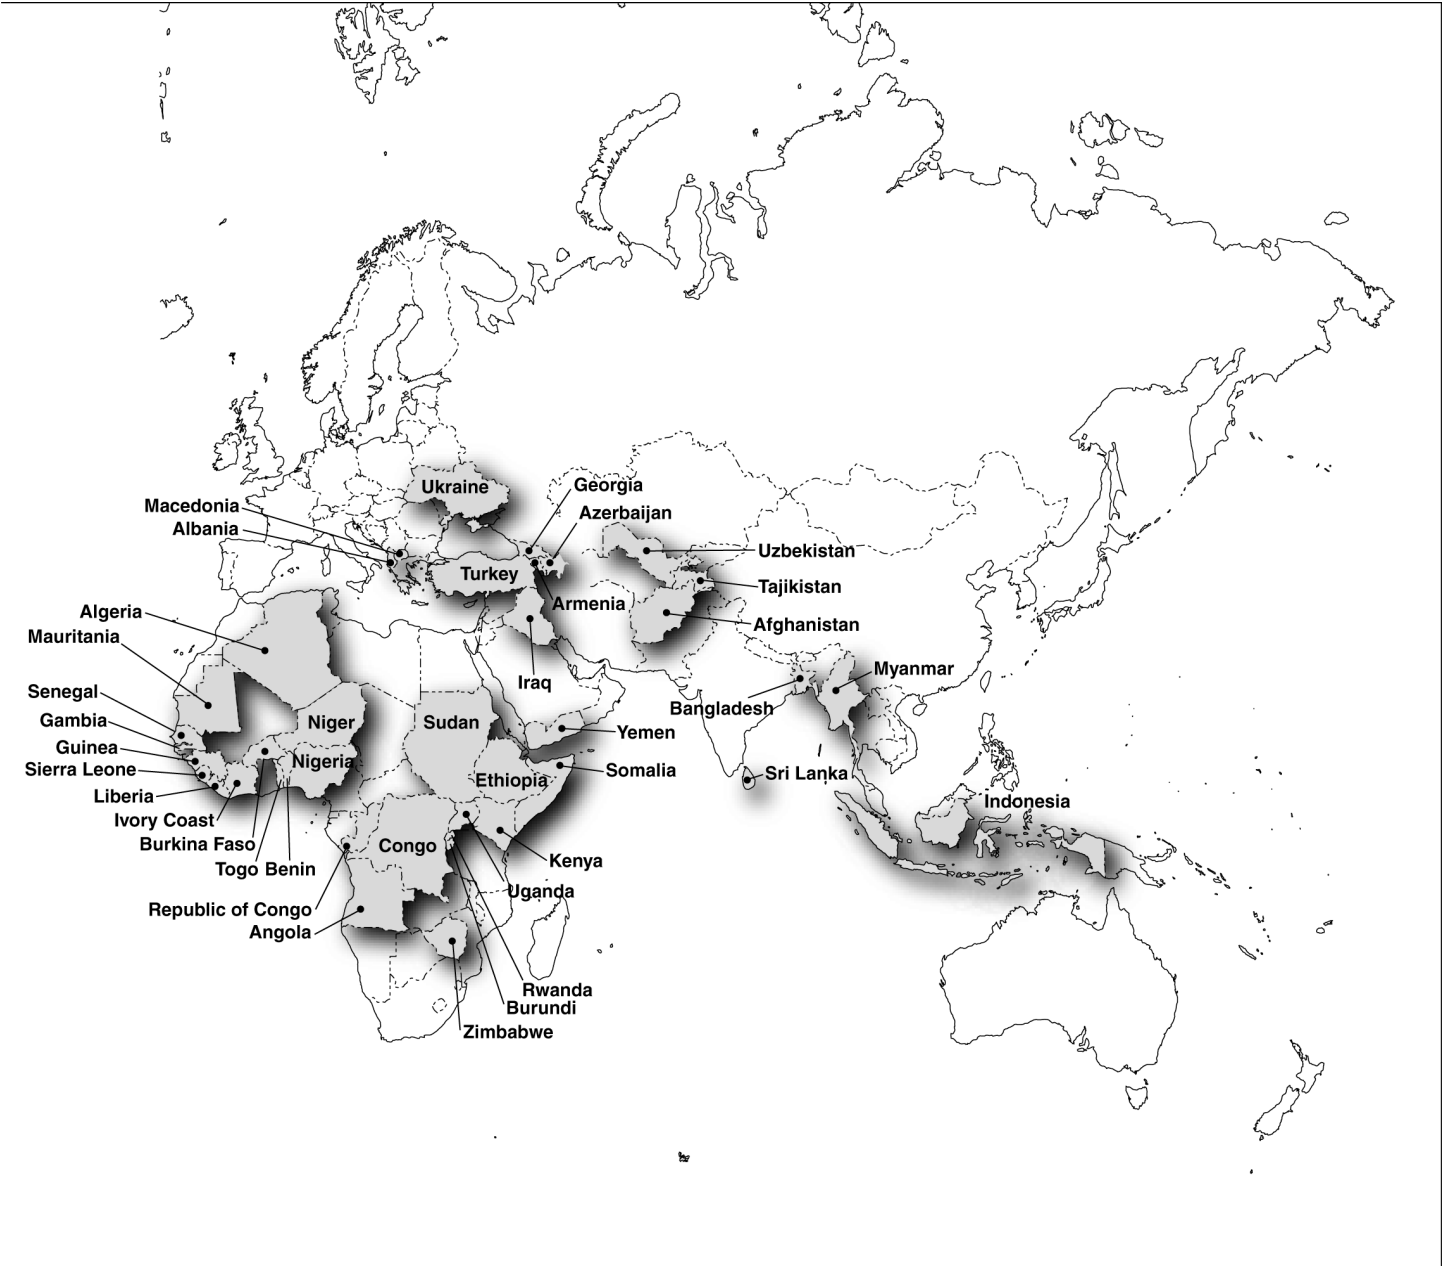 Ukraine
Georgia
Macedonia
Azerbaijan
Albania
Uzbekistan
Turkey
Tajikistan
Armenia
Algeria
Afghanistan
Mauritania
Myanmar
Iraq
Senegal
Bangladesh
Gambia
Niger
Sudan
Yemen
Guinea
Nigeria
Sierra Leone
Ethiopia
Somalia
Sri Lanka
Liberia
Indonesia
Ivory Coast
Burkina Faso
Congo
Kenya
Togo
Benin
Uganda
Republic of Congo
Angola
Rwanda
Burundi
Zimbabwe